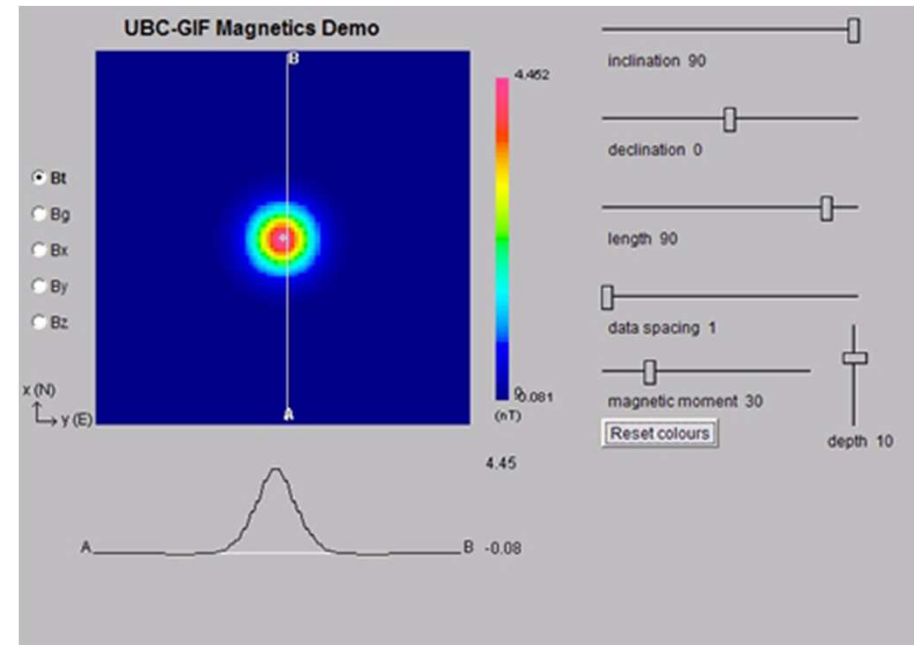 UBC-GIF Magnetics Demo
B
4.462
inclination 90
declination 0
Bt
Bg
Bx
By
Bz
length 90
data spacing 1
x (N)
y (E)
A
-0.081
(nT)
magnetic moment 30
Reset colours
depth 10
4.45
A
B -0.08